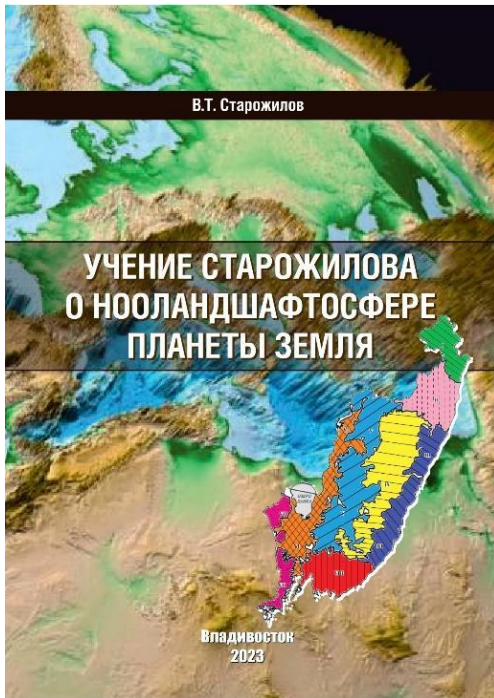 В.Т. Старожилов
УЧЕНИЕ СТАРОЖИЛОВА
О НООЛАНДШАФТОСФЕРЕ
ПЛАНЕТЫ ЗЕМЛЯ
Владивосток
2023